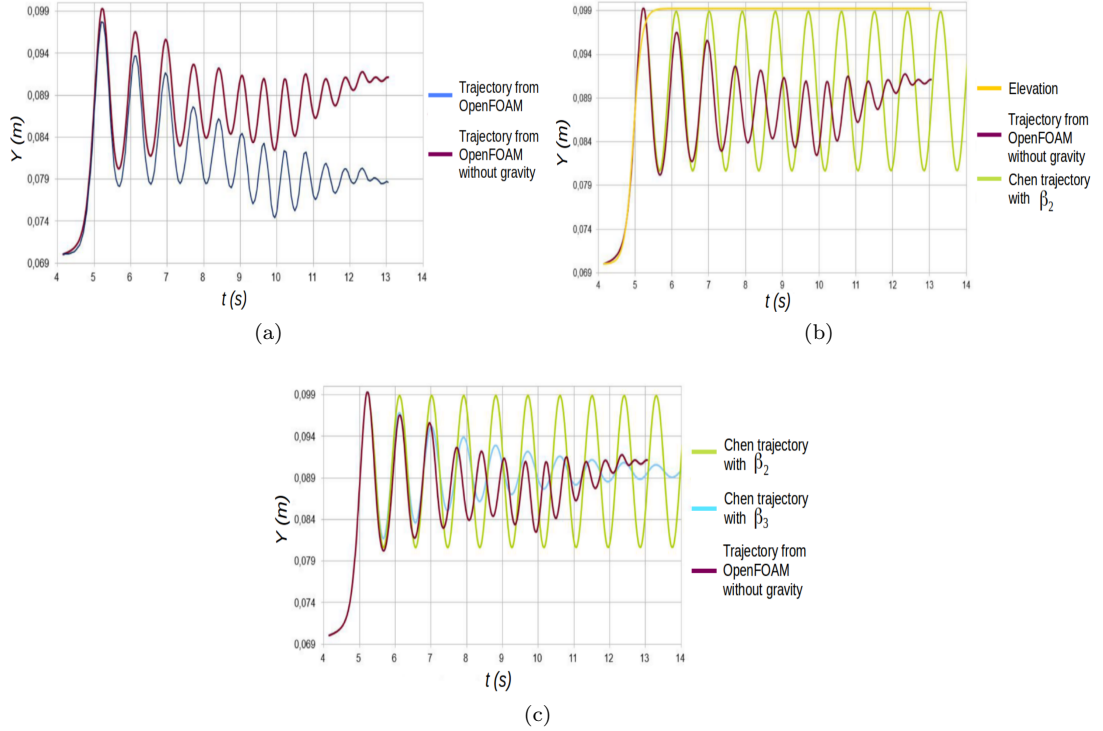 0,099
0,094
0,089
0,084
0,079
0,074
0,069
Y (m)
4 5 6 7 8 9 10 11 12 13 14
t (s)
Trajectory from
OpenFOAM
Trajectory from
OpenFOAM
without gravity
(a)
0,099
0,094
0,089
0,084
0,079
0,074
0,069
Y (m)
4 5 6 7 8 9 10 11 12 13 14
t (s)
Elevation
Trajectory from
OpenFOAM
without gravity
Chen trajectory
with β₂
(b)
0,099
0,094
0,089
0,084
0,079
0,074
0,069
Y (m)
4 5 6 7 8 9 10 11 12 13 14
t (s)
Chen trajectory
with β₂
Chen trajectory
with β₃
Trajectory from
OpenFOAM
without gravity
(c)